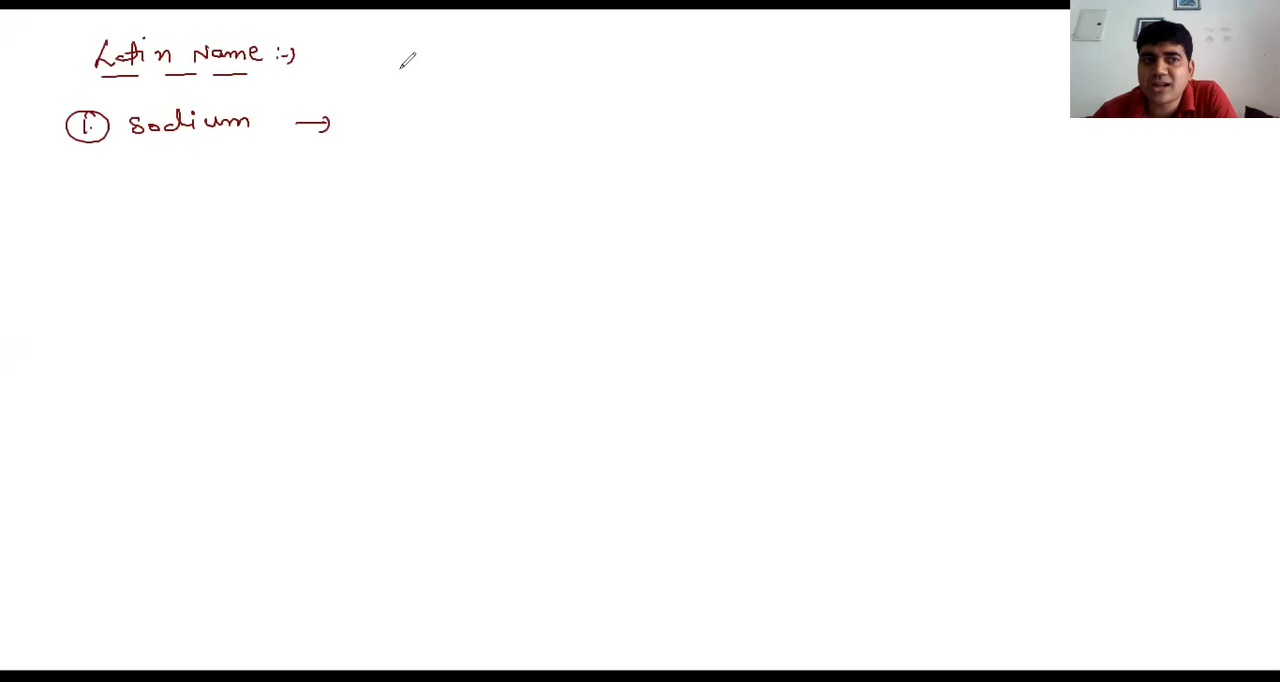 Latin Name :→
1. sodium →